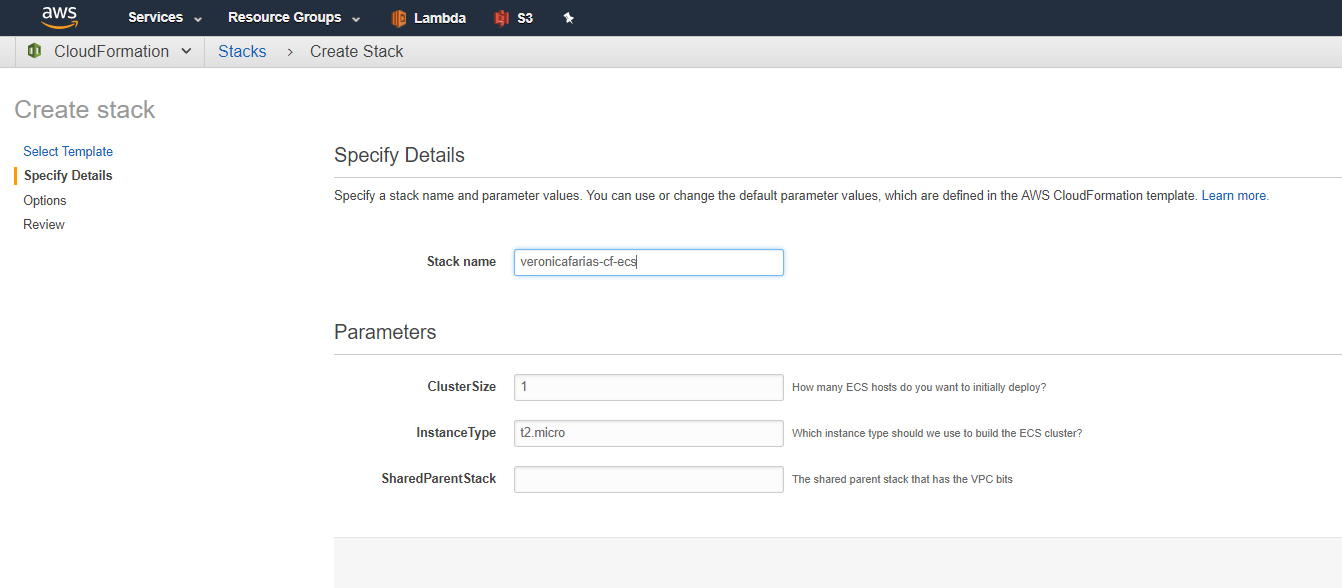 aws Services Resource Groups Lambda S3
CloudFormation Stacks > Create Stack
Create stack
Select Template
Specify Details
Options
Review
Specify Details
Specify a stack name and parameter values. You can use or change the default parameter values, which are defined in the AWS CloudFormation template. Learn more.
Stack name veronicafarias-cf-ecs
Parameters
ClusterSize 1 How many ECS hosts do you want to initially deploy?
InstanceType t2.micro Which instance type should we use to build the ECS cluster?
SharedParentStack The shared parent stack that has the VPC bits